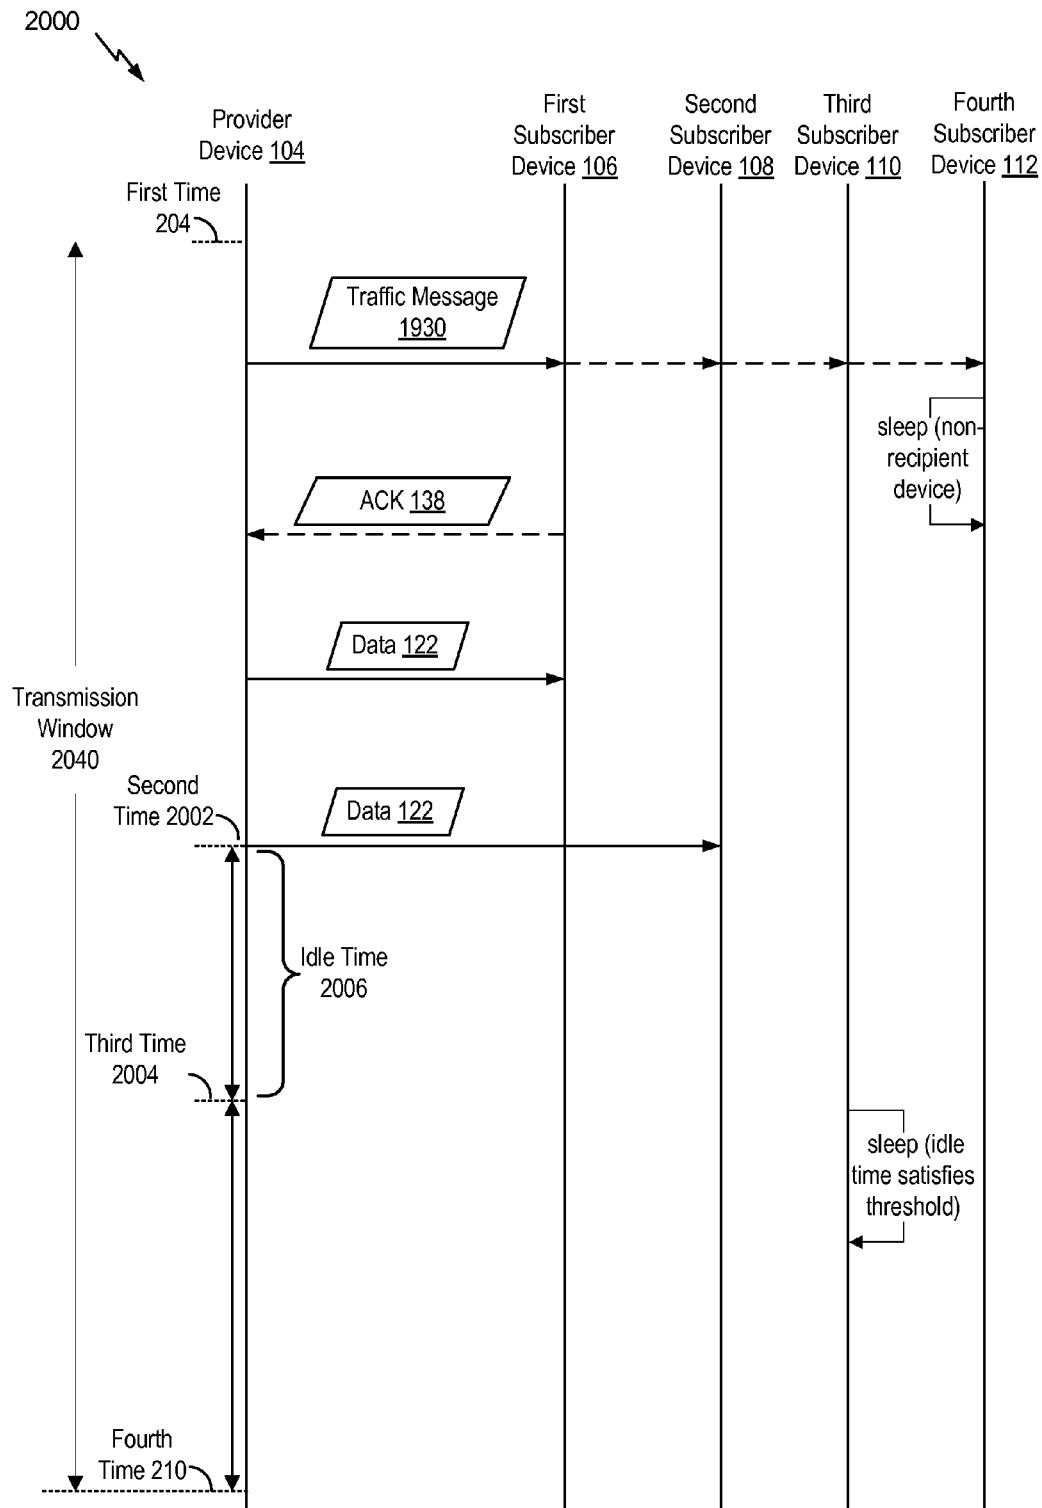 2000
Provider
Device 104
First
Subscriber
Device 106
Second
Subscriber
Device 108
Third
Subscriber
Device 110
Fourth
Subscriber
Device 112
First Time
204
Traffic Message
1930
sleep (non-
recipient
device)
ACK 138
Data 122
Transmission
Window
2040
Second
Time 2002
Data 122
Idle Time
2006
Third Time
2004
sleep (idle
time satisfies
threshold)
Fourth
Time 210